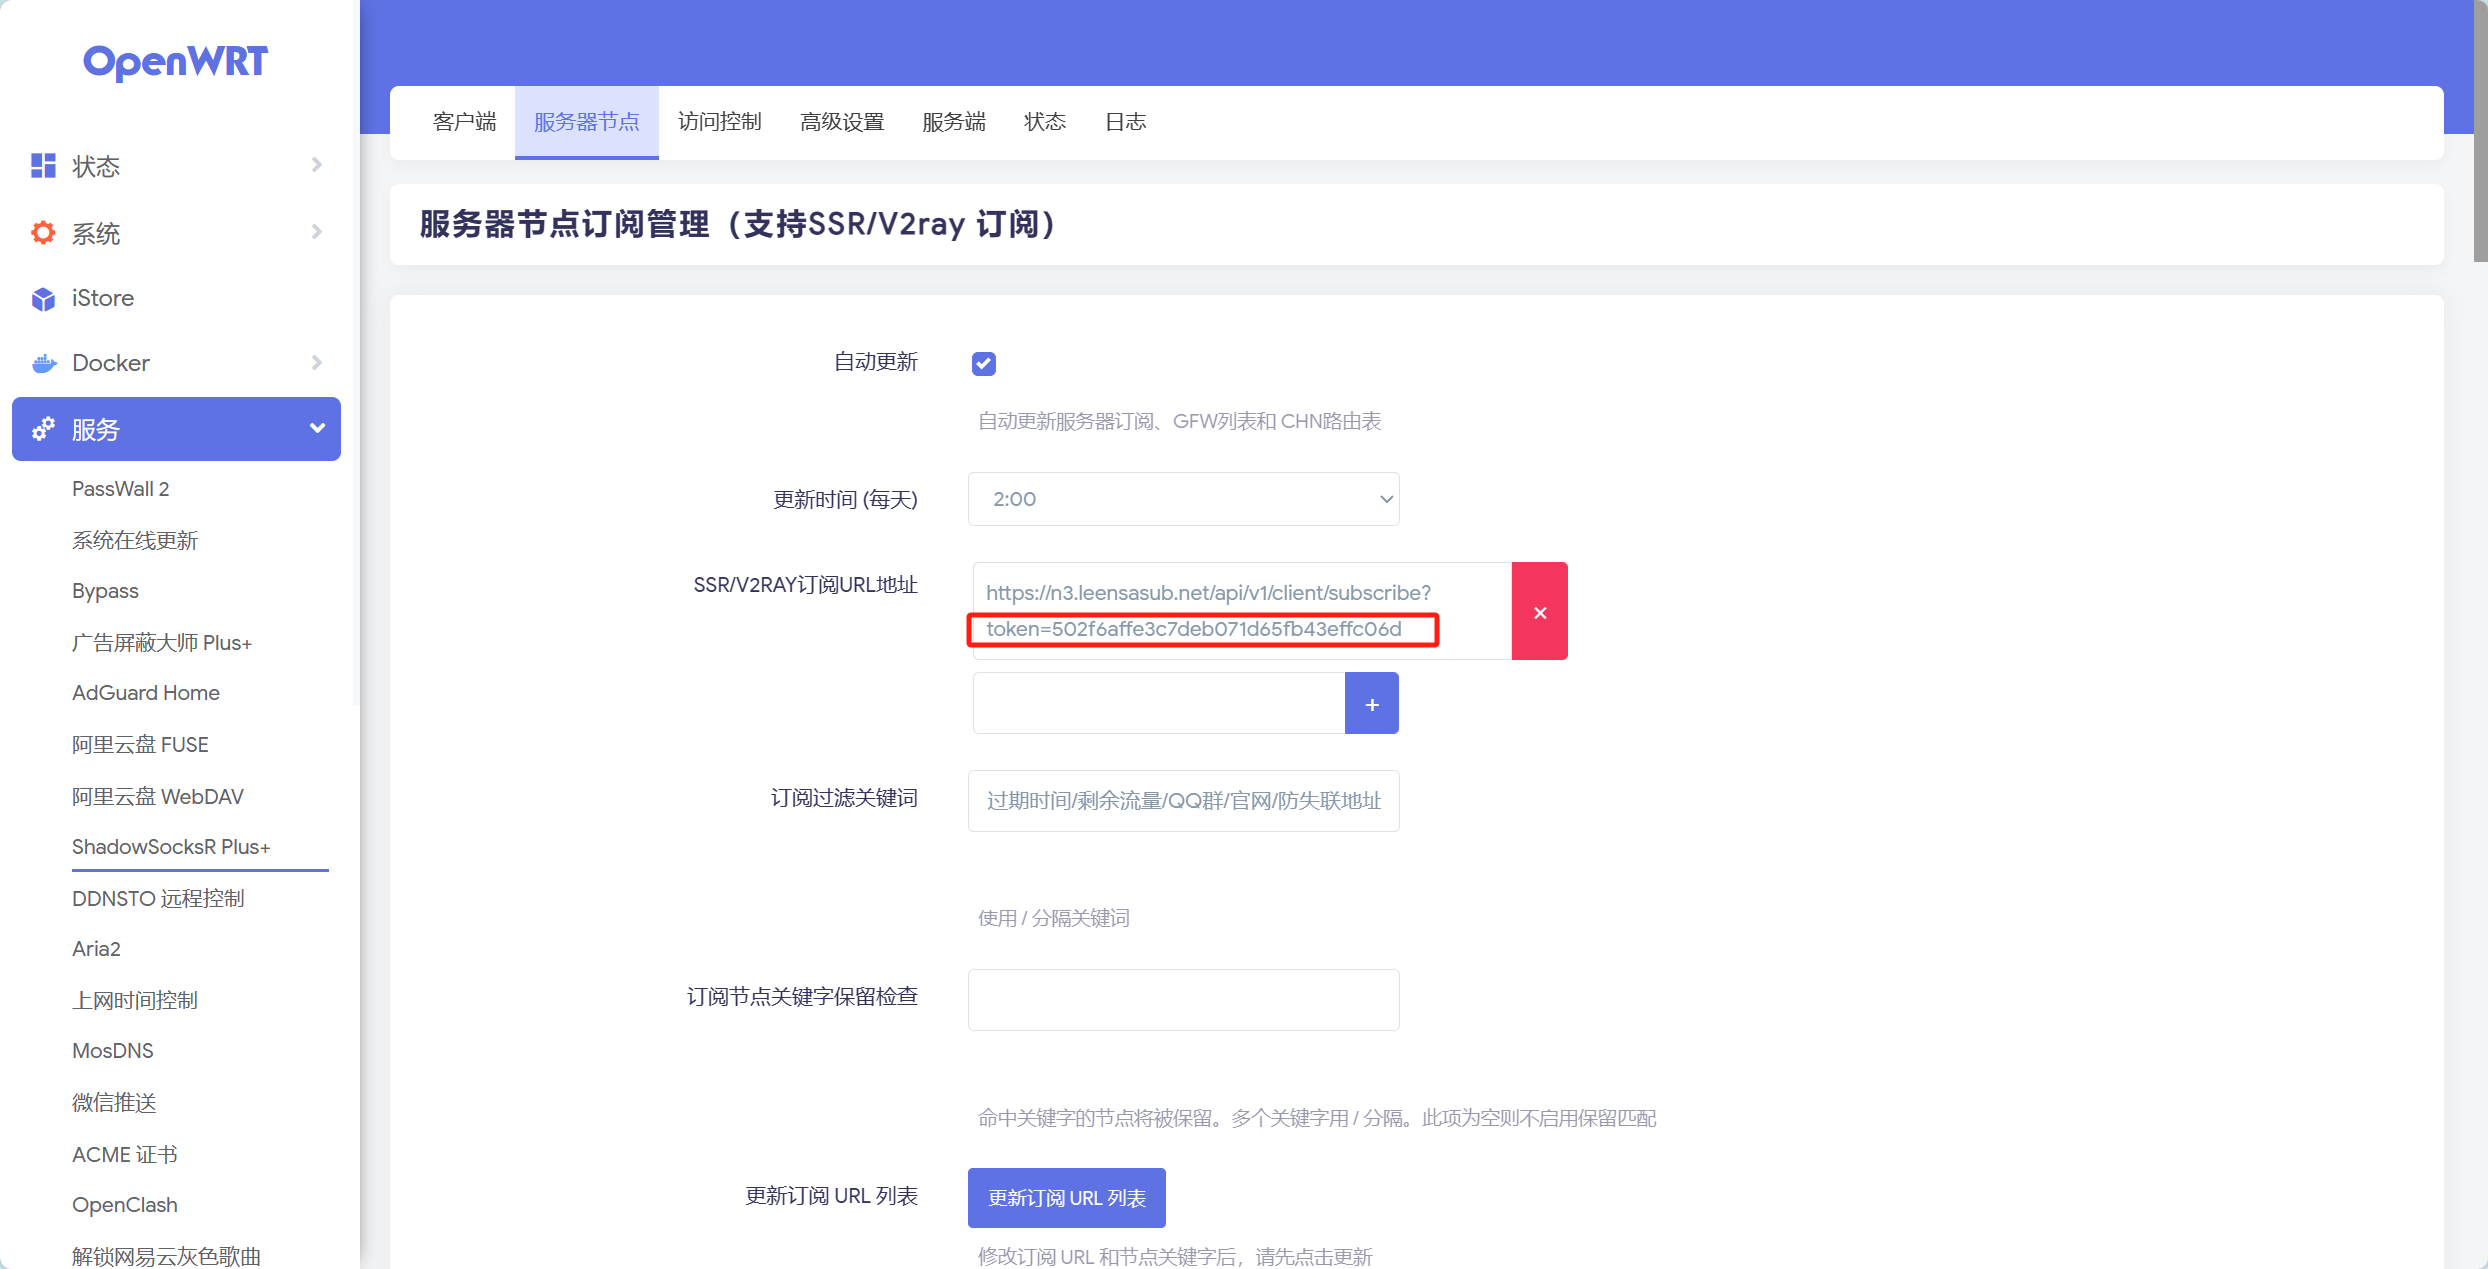 OpenWRT
状态
系统
iStore
Docker
服务
PassWall 2
系统在线更新
Bypass
广告屏蔽大师 Plus+
AdGuard Home
阿里云盘 FUSE
阿里云盘 WebDAV
ShadowSocksR Plus+
DDNSTO 远程控制
Aria2
上网时间控制
MosDNS
微信推送
ACME 证书
OpenClash
解锁网易云灰色歌曲
客户端 服务器节点 访问控制 高级设置 服务端 状态 日志
服务器节点订阅管理（支持SSR/V2ray 订阅）
自动更新
自动更新服务器订阅、GFW列表和 CHN路由表
更新时间 (每天) 2:00
SSR/V2RAY订阅URL地址 https://n3.leensasub.net/api/v1/client/subscribe?
token=502f6affe3c7deb071d65fb43effc06d
×
+
订阅过滤关键词 过期时间/剩余流量/QQ群/官网/防失联地址
使用 / 分隔关键词
订阅节点关键字保留检查
命中关键字的节点将被保留。多个关键字用 / 分隔。此项为空则不启用保留匹配
更新订阅 URL 列表 更新订阅 URL 列表
修改订阅 URL 和节点关键字后，请先点击更新